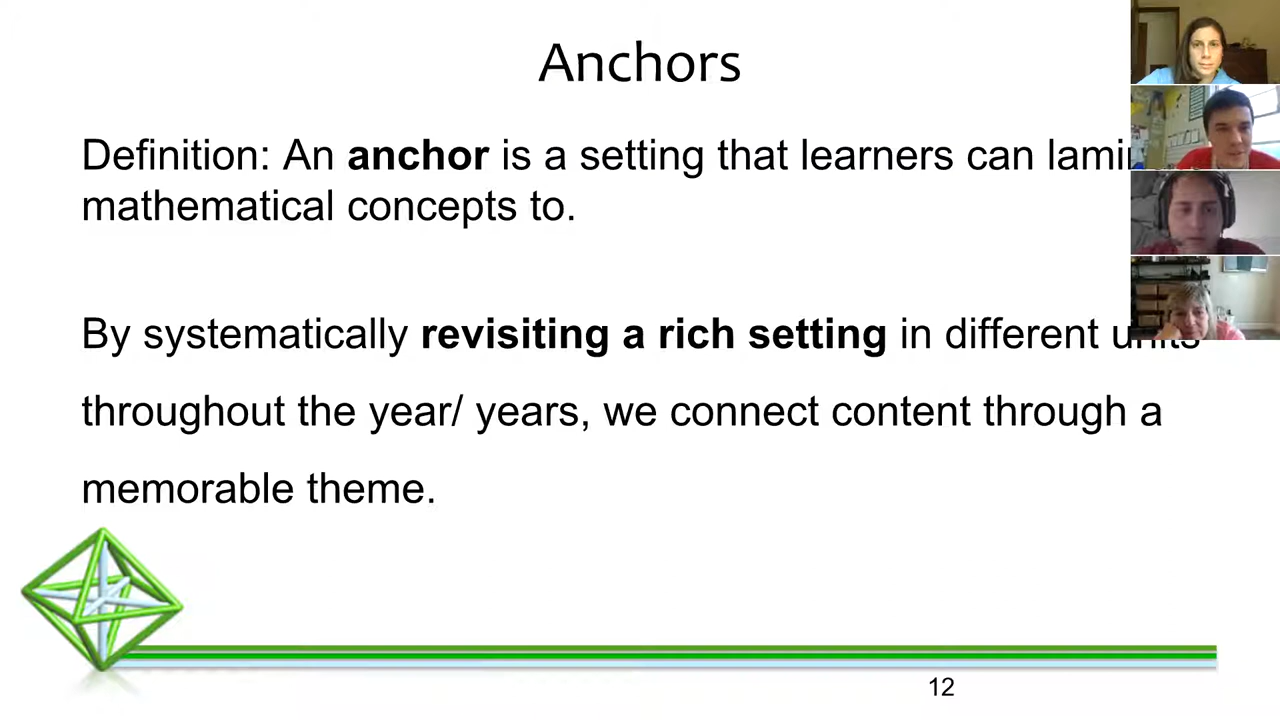 Anchors
Definition: An anchor is a setting that learners can
mathematical concepts to.
By systematically revisiting a rich setting in different units
throughout the year/ years, we connect content through a
memorable theme.
12